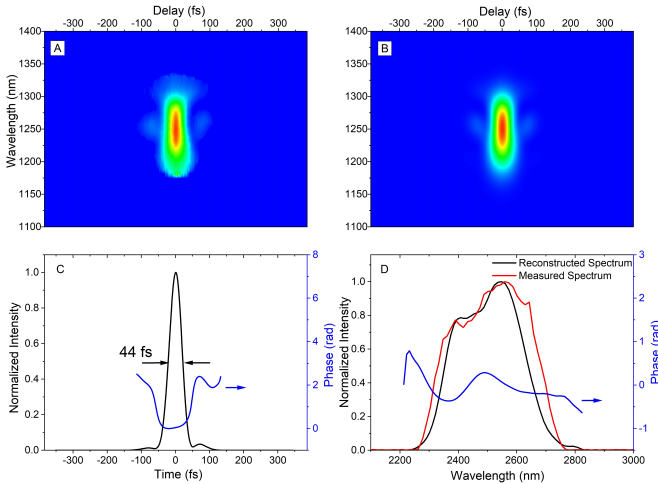 Delay (fs)
-300 -200 -100 0 100 200 300
Delay (fs)
-300 -200 -100 0 100 200 300
A
B
Wavelength (nm)
1400
1350
1300
1250
1200
1150
1100
1400
1350
1300
1250
1200
1150
1100
C
Normalized Intensity
1.0
0.8
0.6
0.4
0.2
0.0
44 fs
8
6
4
2
0
Phase (rad)
-300 -200 -100 0 100 200 300
Time (fs)
D
Reconstructed Spectrum
Measured Spectrum
Normalized Intensity
1.0
0.8
0.6
0.4
0.2
0.0
3
2
1
0
-1
Phase (rad)
2200 2400 2600 2800 3000
Wavelength (nm)